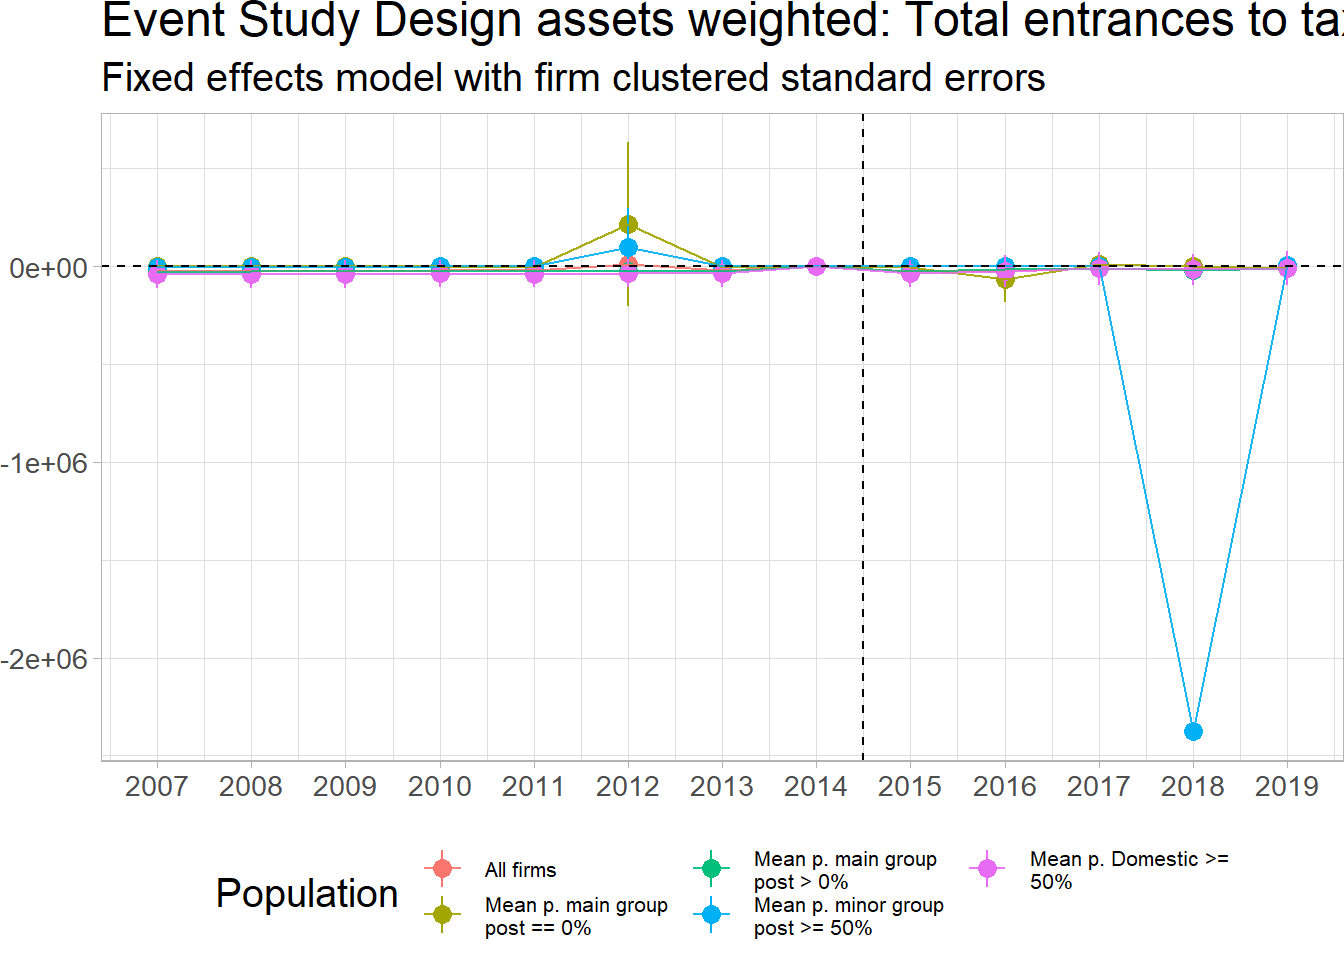 Event Study Design assets weighted: Total entrances to
Fixed effects model with firm clustered standard errors
0e+00
-1e+06
-2e+06
2007 2008 2009 2010 2011 2012 2013 2014 2015 2016 2017 2018 2019
Population
All firms
Mean p. main group
post == 0%
Mean p. main group
post > 0%
Mean p. minor group
post >= 50%
Mean p. Domestic >=
50%